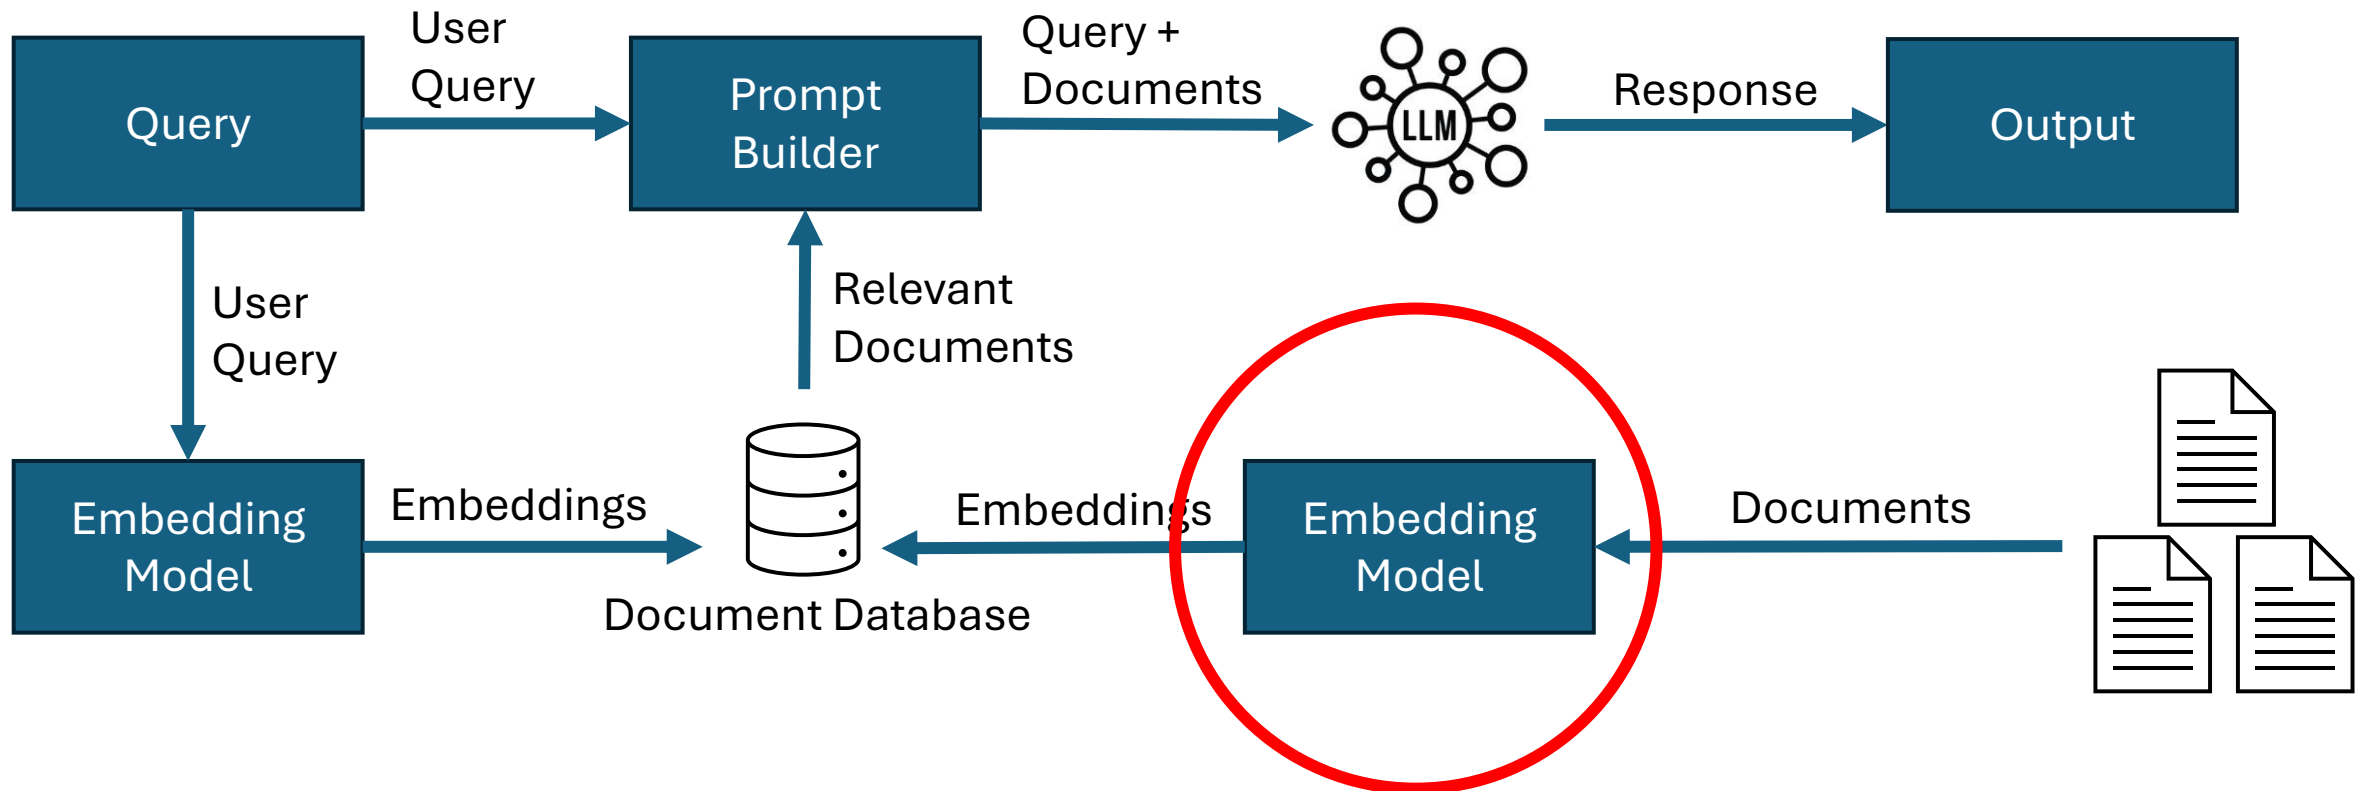 User
Query
Query +
Documents
Query
Prompt
Builder
LLM
Response
Output
User
Query
Relevant
Documents
Embedding
Model
Embeddings
Document Database
Embeddings
Embedding
Model
Documents